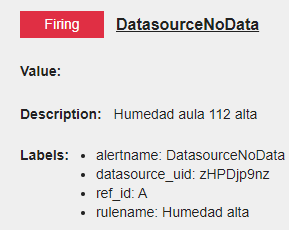 Firing DatasourceNoData
Value:
Description: Humedad aula 112 alta
Labels: • alertname: DatasourceNoData
• datasource_uid: zHPDjp9nz
• ref_id: A
• rulename: Humedad alta